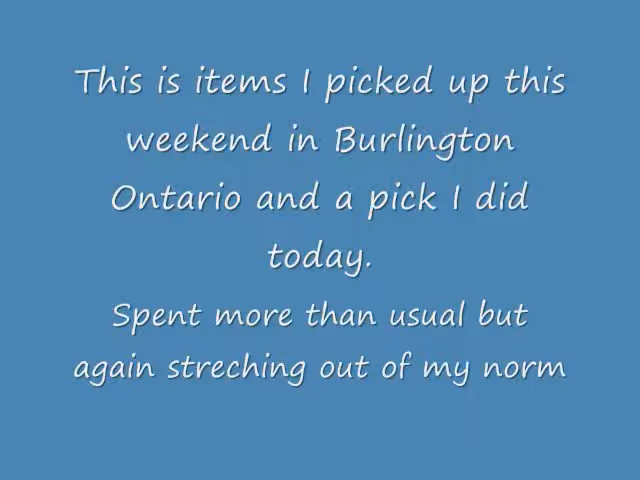 This is items I picked up this
weekend in Burlington
Ontario and a pick I did
today.
Spent more than usual but
again streching out of my norm